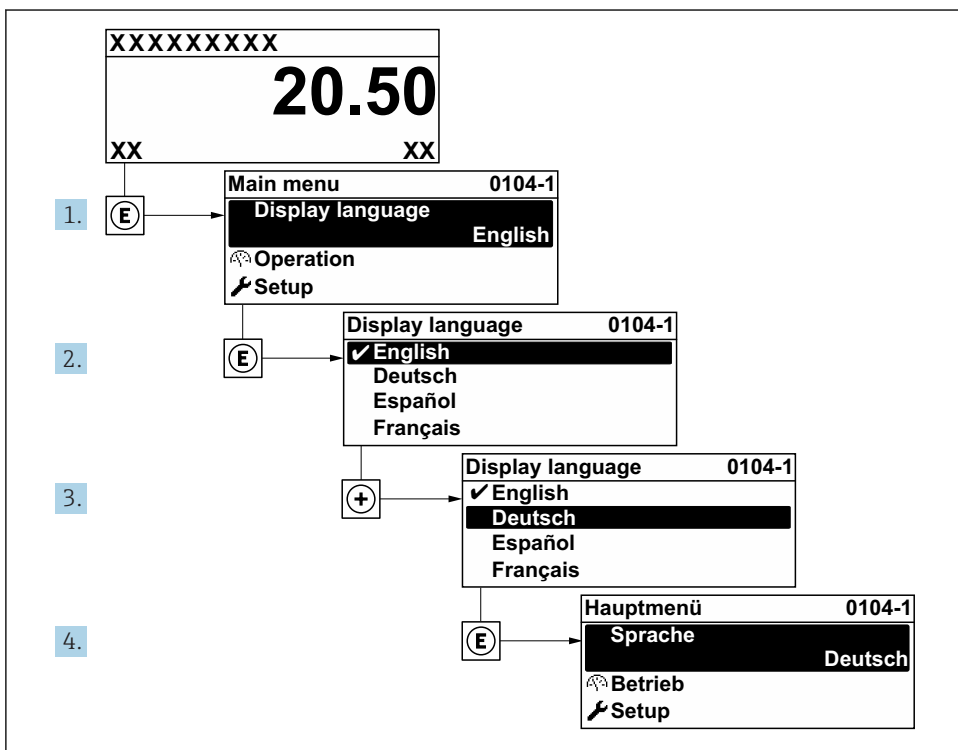 XXXXXXXXX
20.50
XX XX
1.
E
Main menu 0104-1
Display language
English
Operation
Setup
2.
E
Display language 0104-1
English
Deutsch
Español
Français
3.
+
Display language 0104-1
English
Deutsch
Español
Français
4.
E
Hauptmenü 0104-1
Sprache
Deutsch
Betrieb
Setup